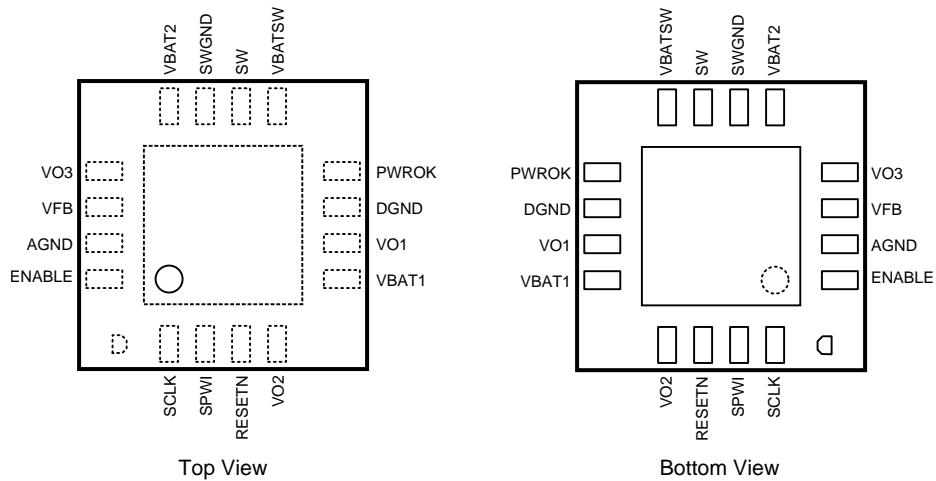 VBAT2
SWGND
SW
VBATSW
VO3
VFB
AGND
ENABLE
PWROK
DGND
VO1
VBAT1
SCLK
SPWI
RESETN
VO2
Top View
VBATSW
SW
SWGND
VBAT2
PWROK
DGND
VO1
VBAT1
VO3
VFB
AGND
ENABLE
VO2
RESETN
SPWI
SCLK
Bottom View